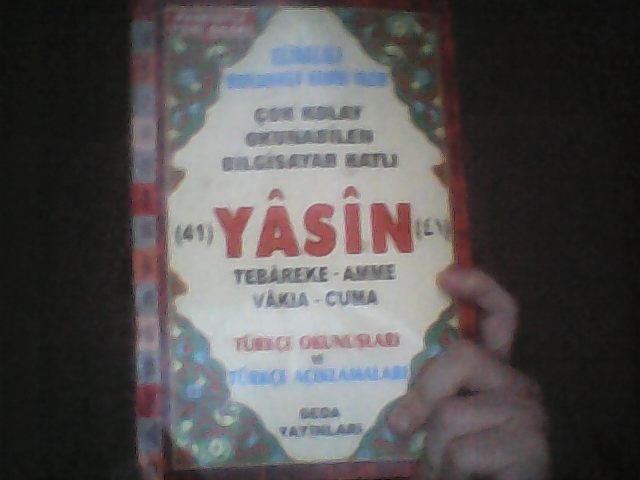 ÇOK KOLAY
OKUNABİLEN
BİLGİSAYAR HATLI
(41) YÂSÎN (٤١)
TEBÂREKE - AMME
VÂKIA - CUMA
TÜRKÇE OKUNUŞLARI
ve
TÜRKÇE AÇIKLAMALARI
SEDA
YAYINLARI